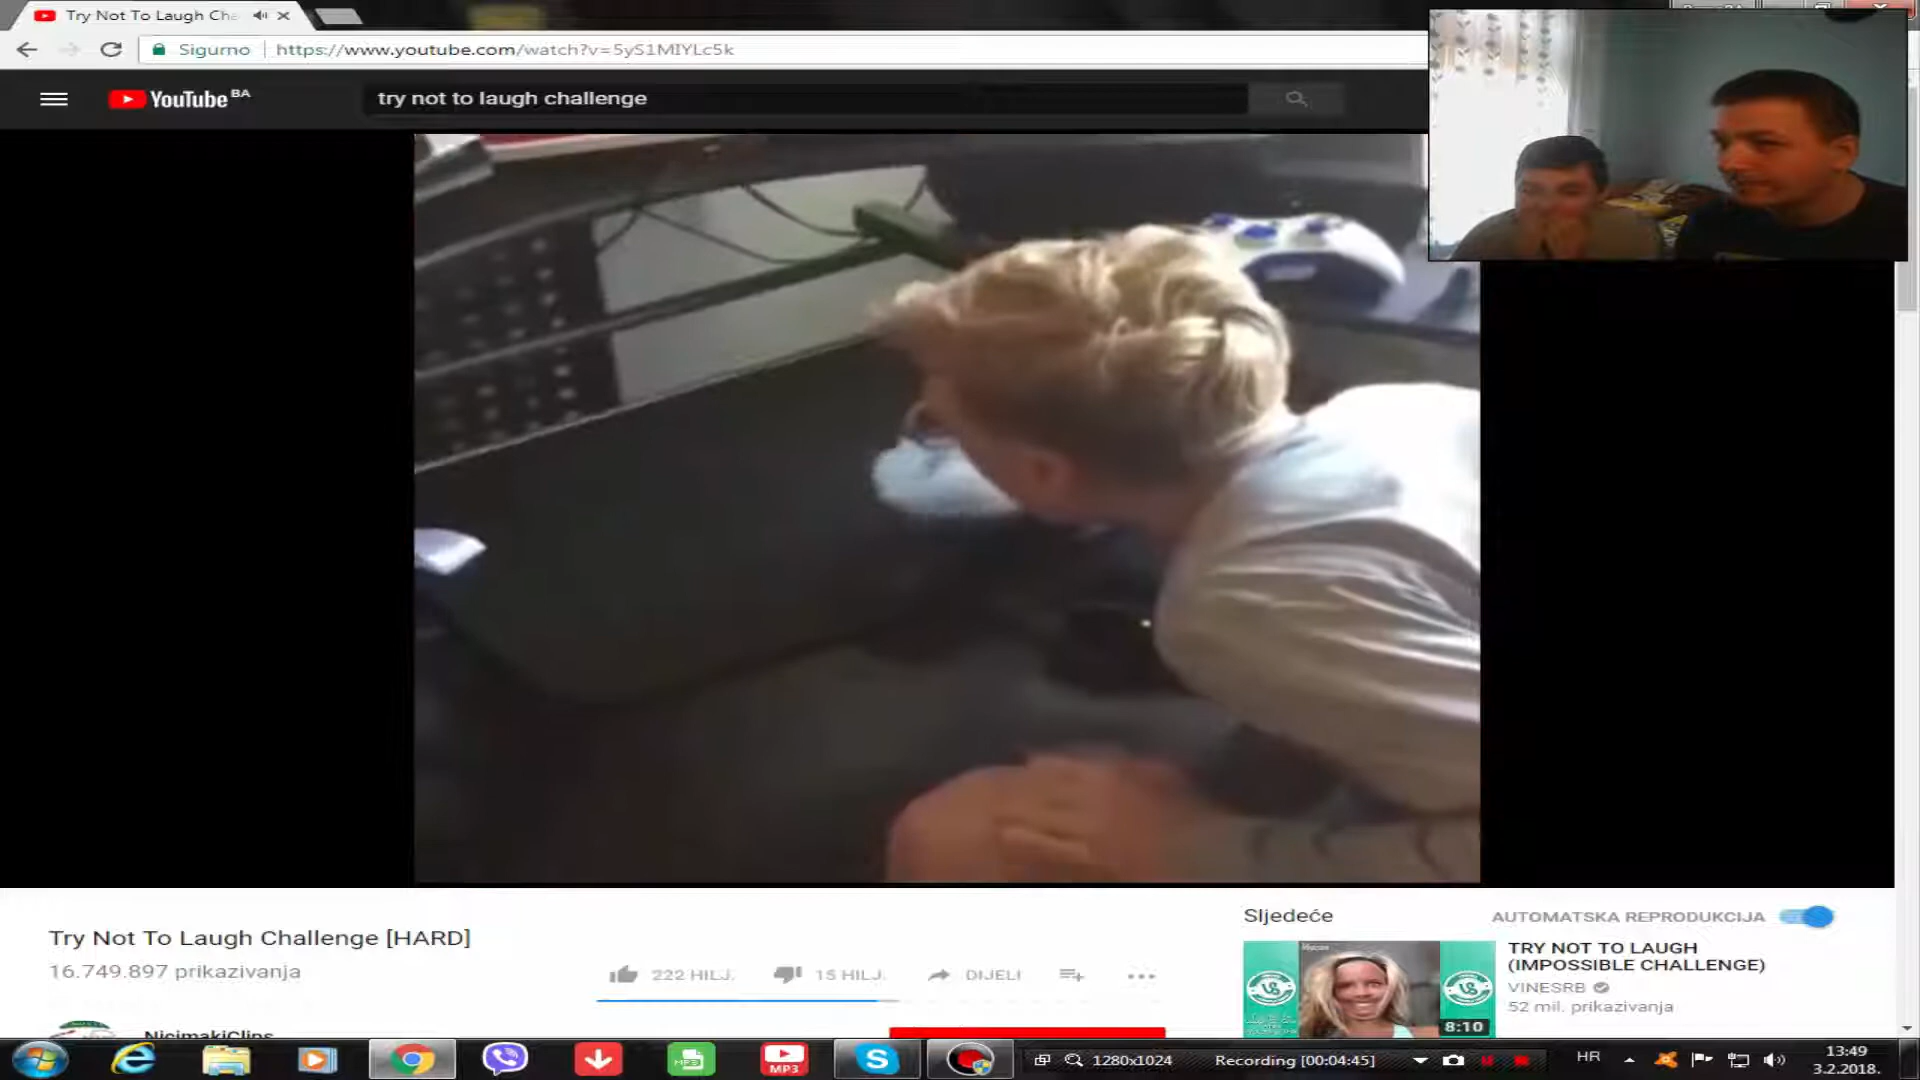 Try Not To Laugh Cha
Sigurno
https://www.youtube.com/watch?v=5yS1MIYLc5k
YouTube BA
try not to laugh challenge
Try Not To Laugh Challenge [HARD]
16.749.897 prikazivanja
222 HILJ.
15 HILJ.
DIJELI
NicimakiClips
Sljedeće
AUTOMATSKA REPRODUKCIJA
TRY NOT TO LAUGH
(IMPOSSIBLE CHALLENGE)
VINESRB
52 mil. prikazivanja
8:10
MP3
MP3
1280x1024
Recording [00:04:45]
HR
13:49
3.2.2018.